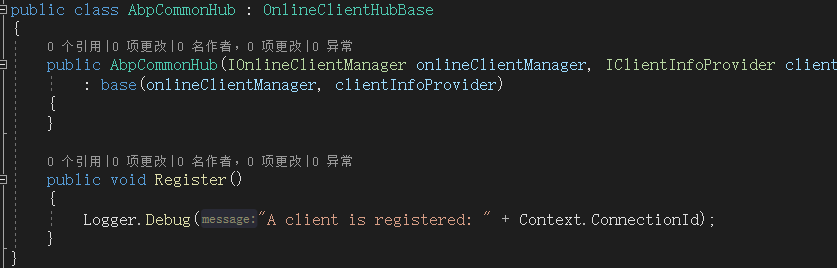 public class AbpCommonHub : OnlineClientHubBase
{
0 个引用|0 项更改|0 名作者，0 项更改|0 异常
public AbpCommonHub(IOnlineClientManager onlineClientManager, IClientInfoProvider client
: base(onlineClientManager, clientInfoProvider)
{
}
0 个引用|0 项更改|0 名作者，0 项更改|0 异常
public void Register()
{
Logger.Debug(message:"A client is registered: " + Context.ConnectionId);
}
}